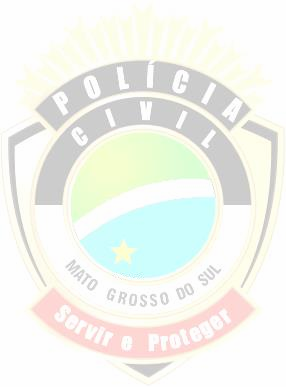 POLÍCIA
CIVIL
MATO GROSSO DO SUL
Servir e Proteger